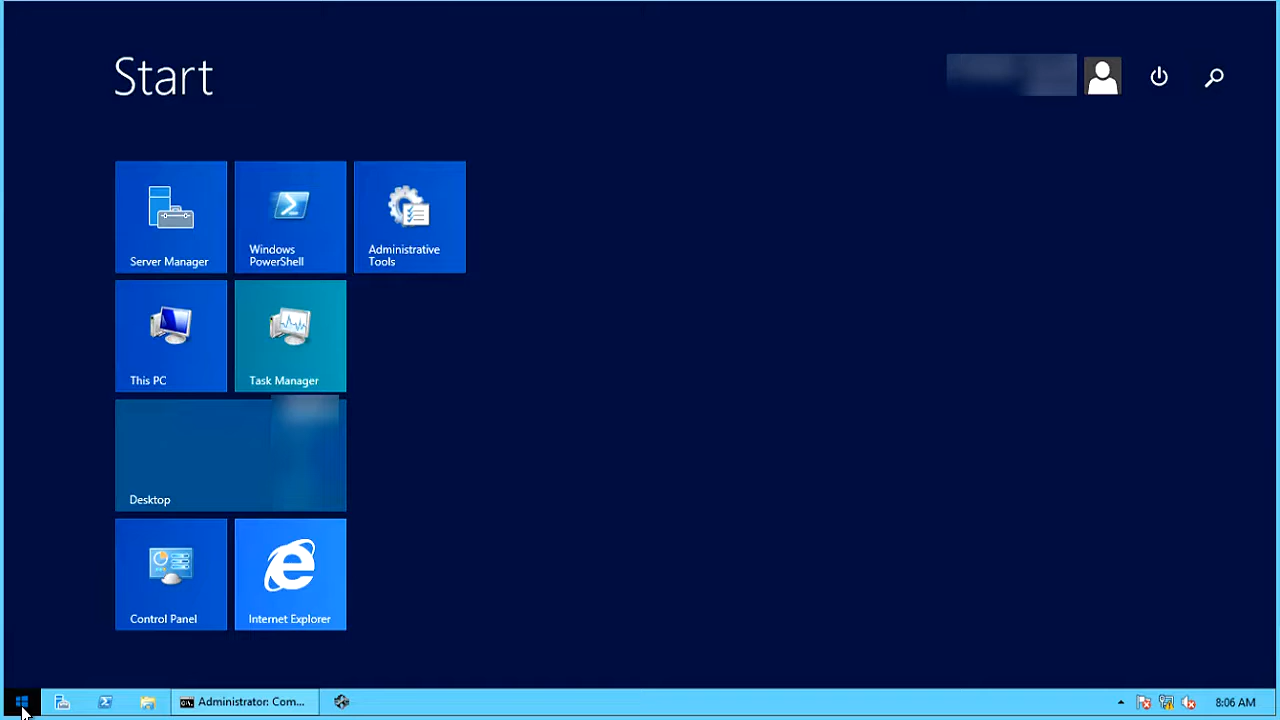 Start
Server Manager
Windows
PowerShell
Administrative
Tools
This PC
Task Manager
Desktop
Control Panel
Internet Explorer
Administrator: Com...
8:06 AM